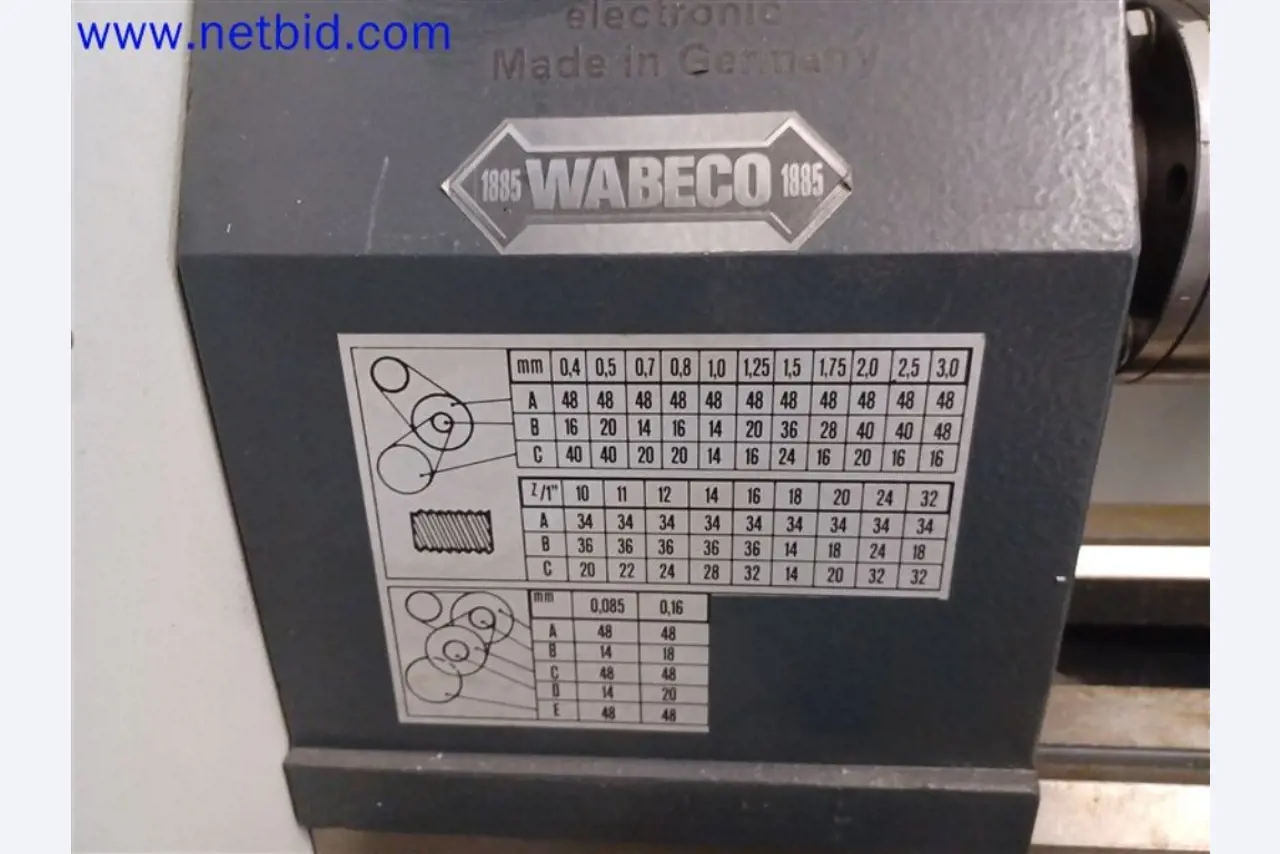 www.netbid.com
electronic
Made in Germany
1885 WABECO 1885
mm 0,4 0,5 0,7 0,8 1,0 1,25 1,5 1,75 2,0 2,5 3,0
A 48 48 48 48 48 48 48 48 48 48 48
B 16 20 14 16 14 20 36 28 40 40 48
C 40 40 20 20 14 16 24 16 20 16 16
Z/1" 10 11 12 14 16 18 20 24 32
A 34 34 34 34 34 34 34 34 34
B 36 36 36 36 36 14 18 24 18
C 20 22 24 28 32 14 20 32 32
mm 0,085 0,16
A 48 48
B 14 18
C 48 48
D 14 20
E 48 48